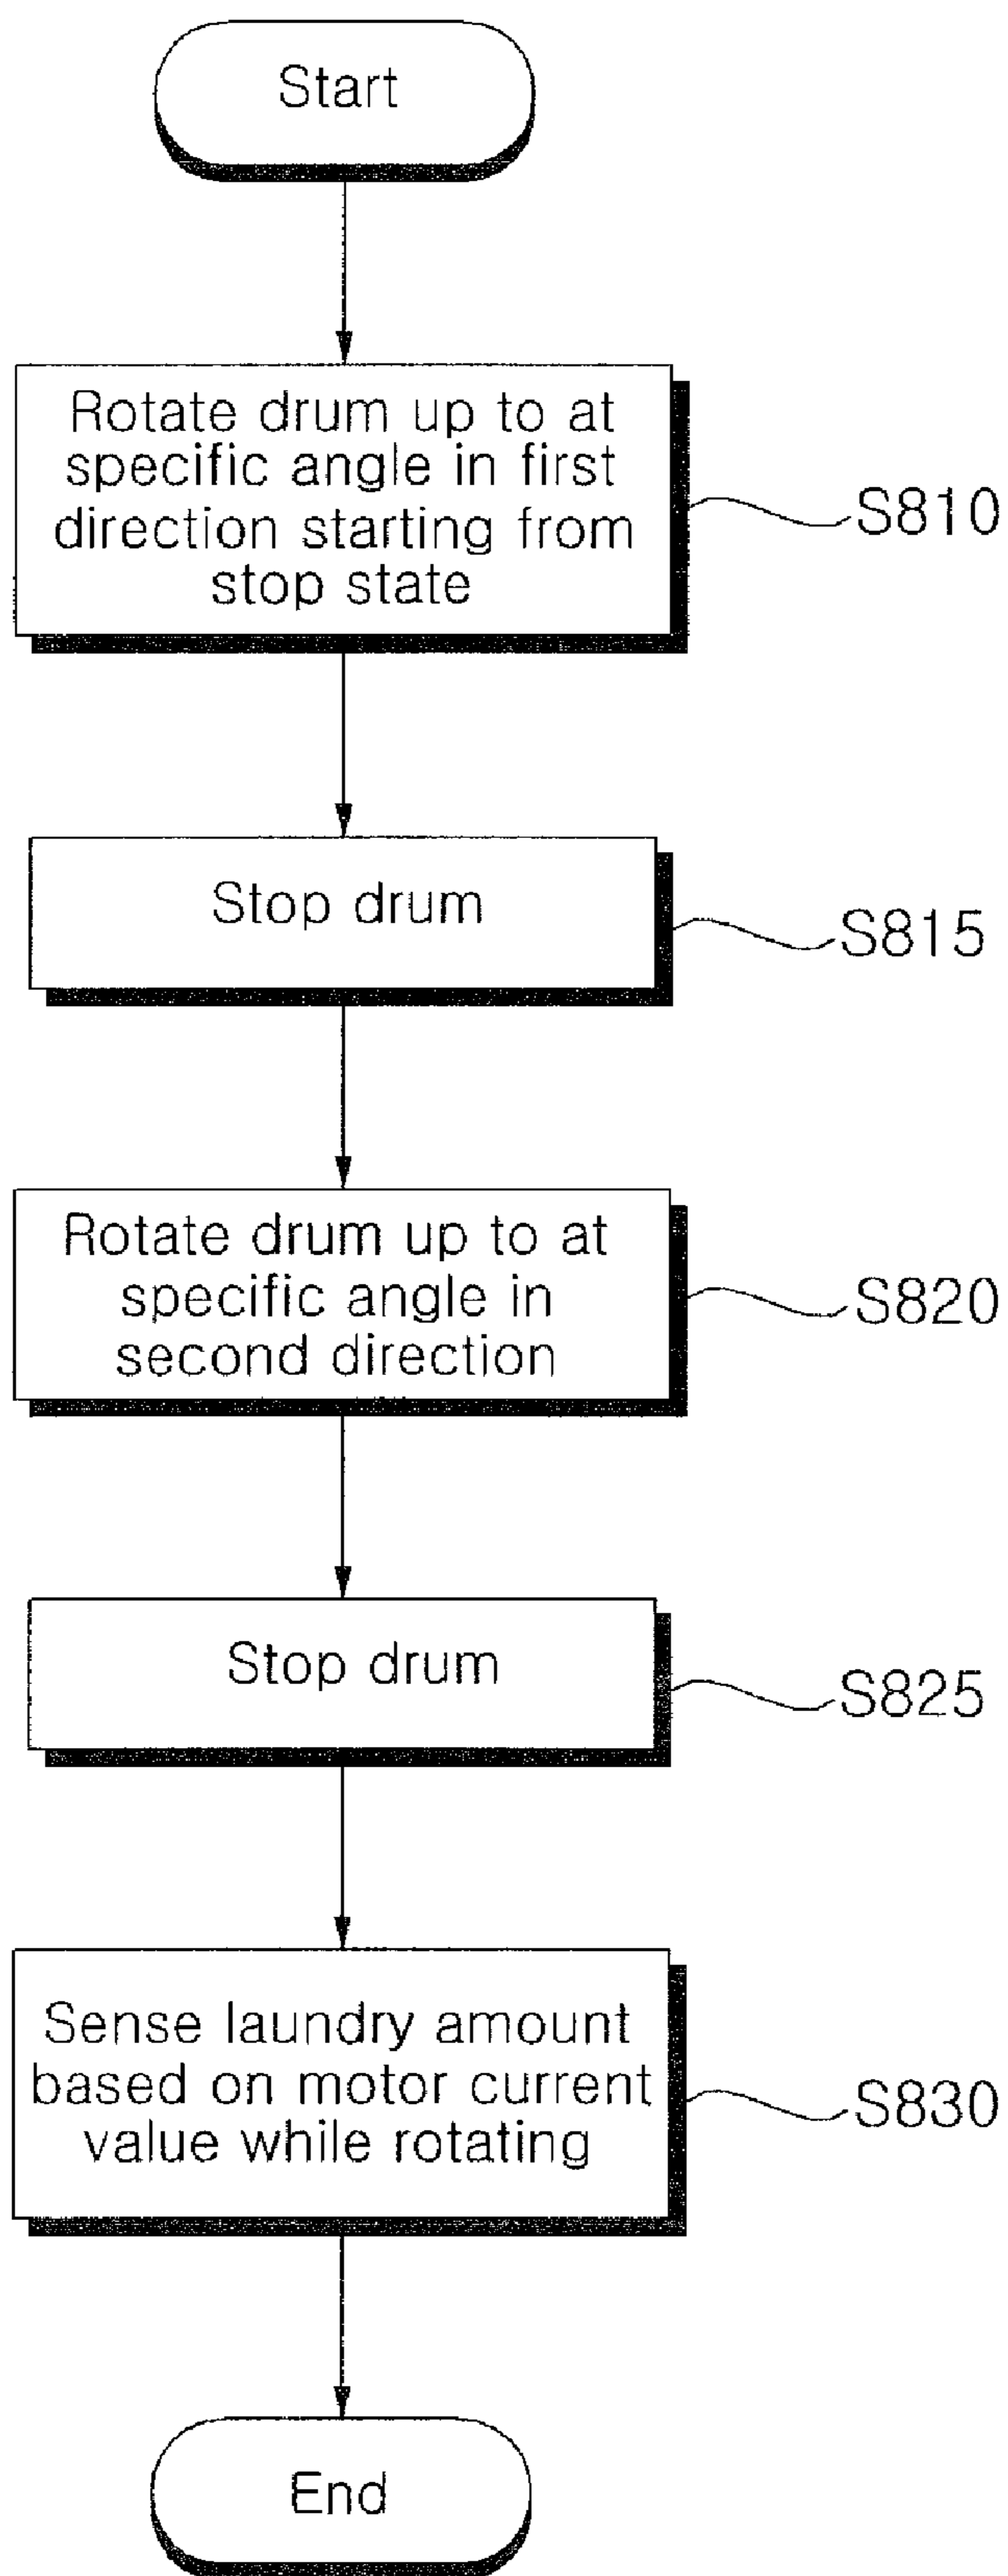 Start
Rotate drum up to at
specific angle in first
direction starting from
stop state
S810
Stop drum
S815
Rotate drum up to at
specific angle in
second direction
S820
Stop drum
S825
Sense laundry amount
based on motor current
value while rotating
S830
End